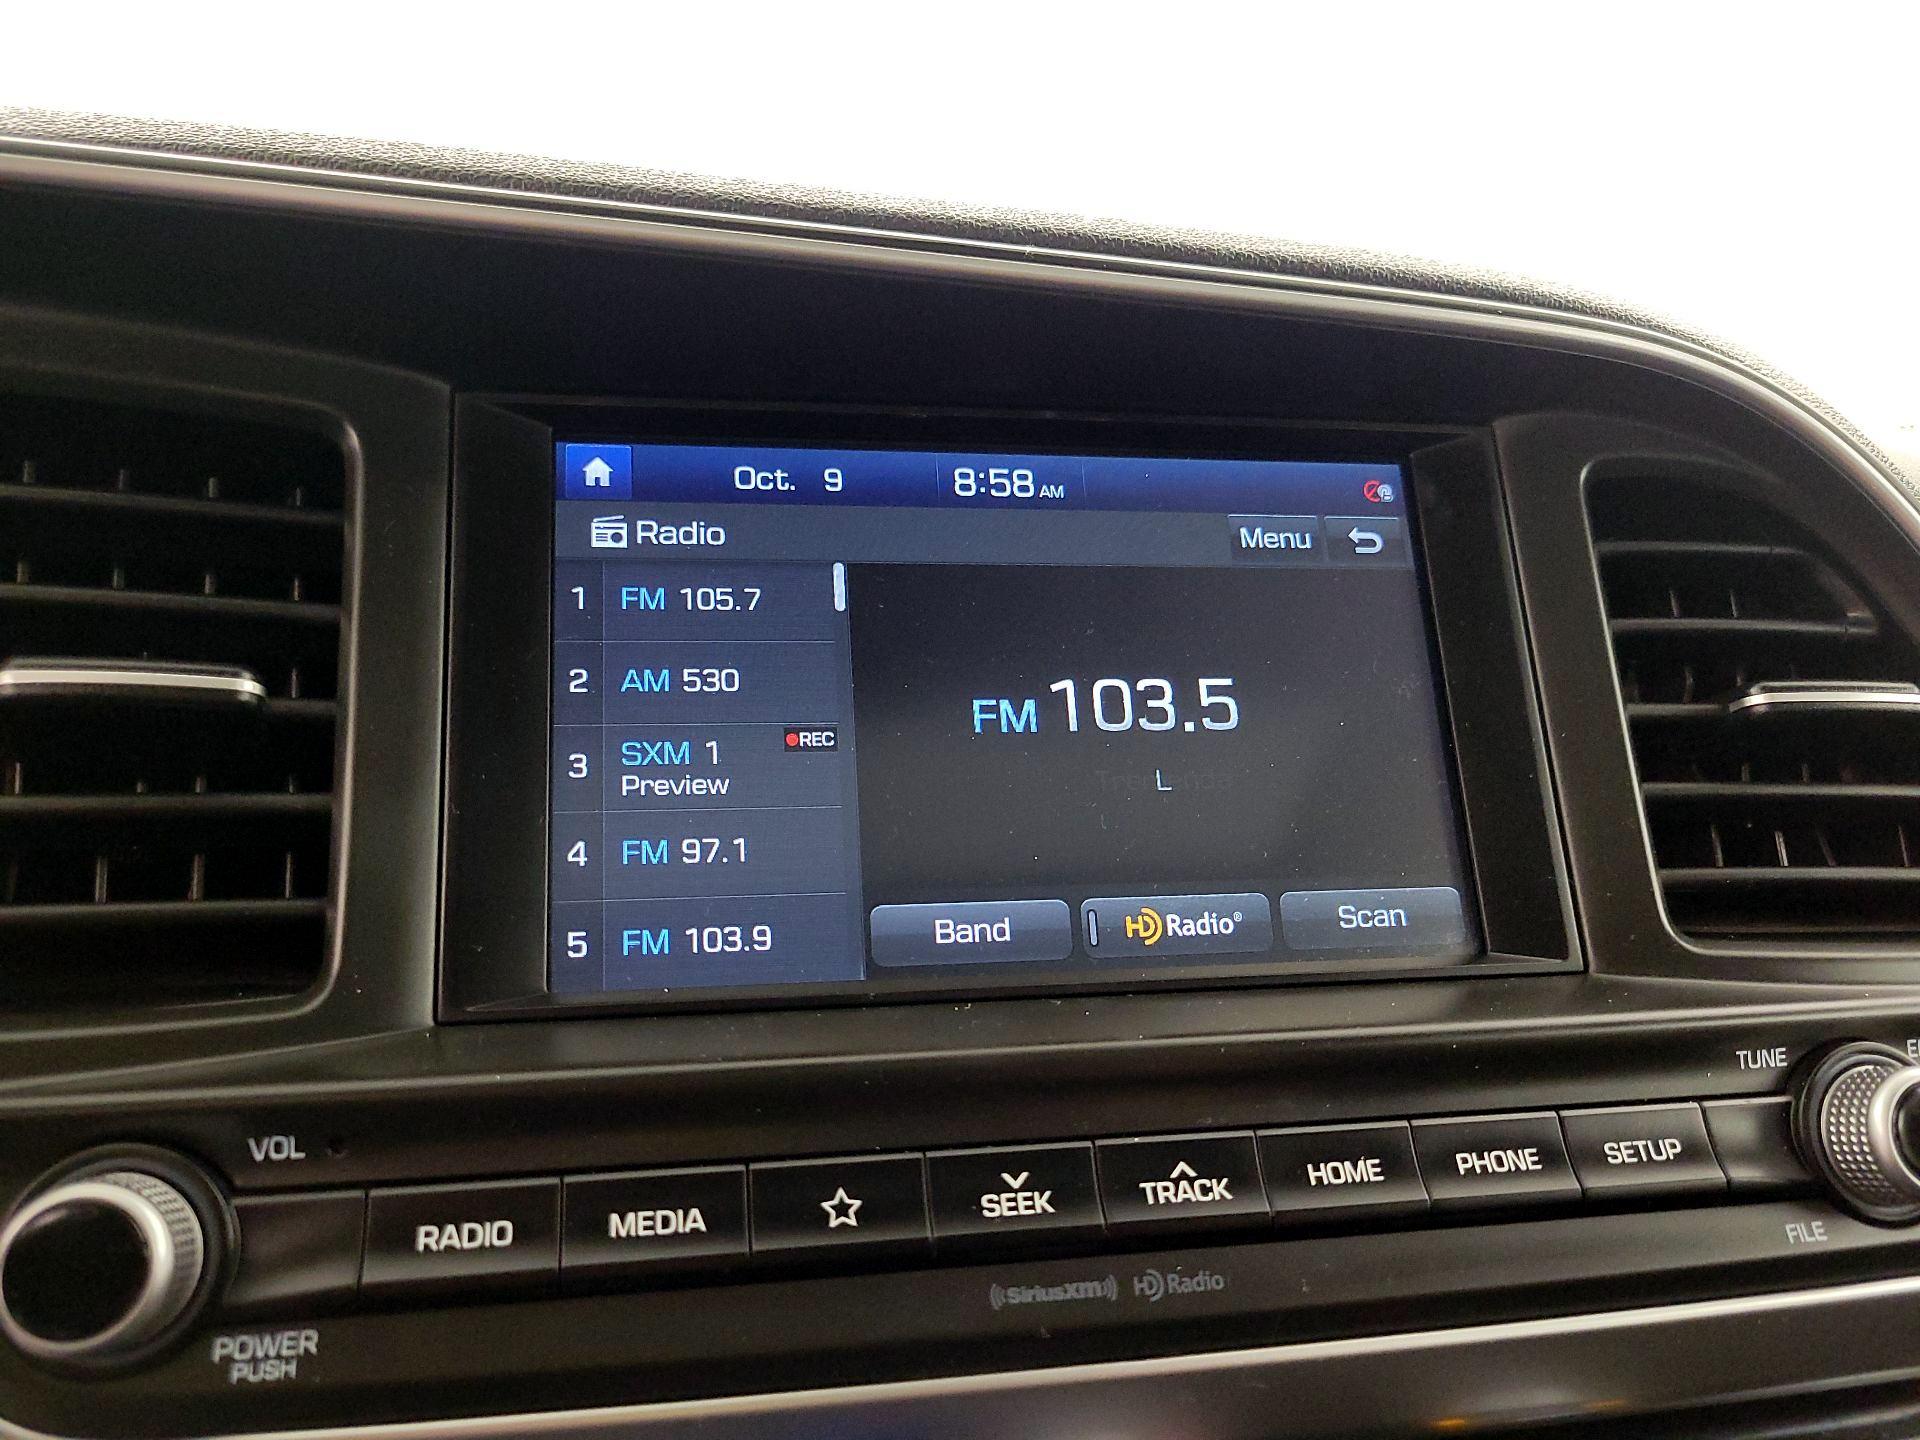 Oct. 9 8:58 AM
Radio Menu
1 FM 105.7
2 AM 530
3 SXM 1 REC
Preview
4 FM 97.1
5 FM 103.9
FM 103.5
L
Band HD Radio® Scan
TUNE
VOL
RADIO MEDIA SEEK TRACK HOME PHONE SETUP
FILE
((SiriusXM)) HD Radio
POWER
PUSH